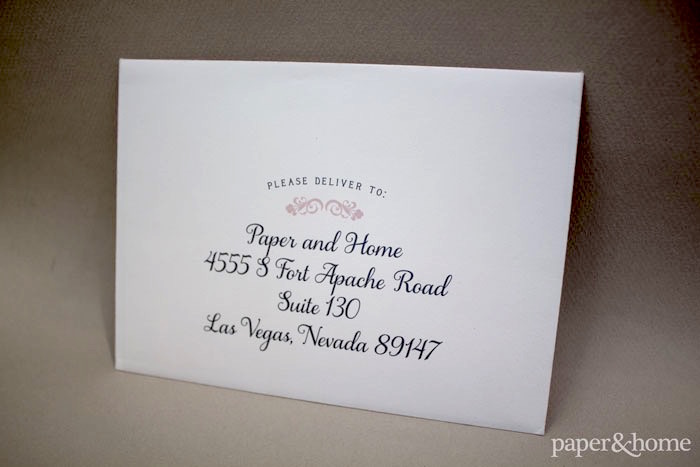 PLEASE DELIVER TO:
Paper and Home
4555 S Fort Apache Road
Suite 130
Las Vegas, Nevada 89147
paper&home